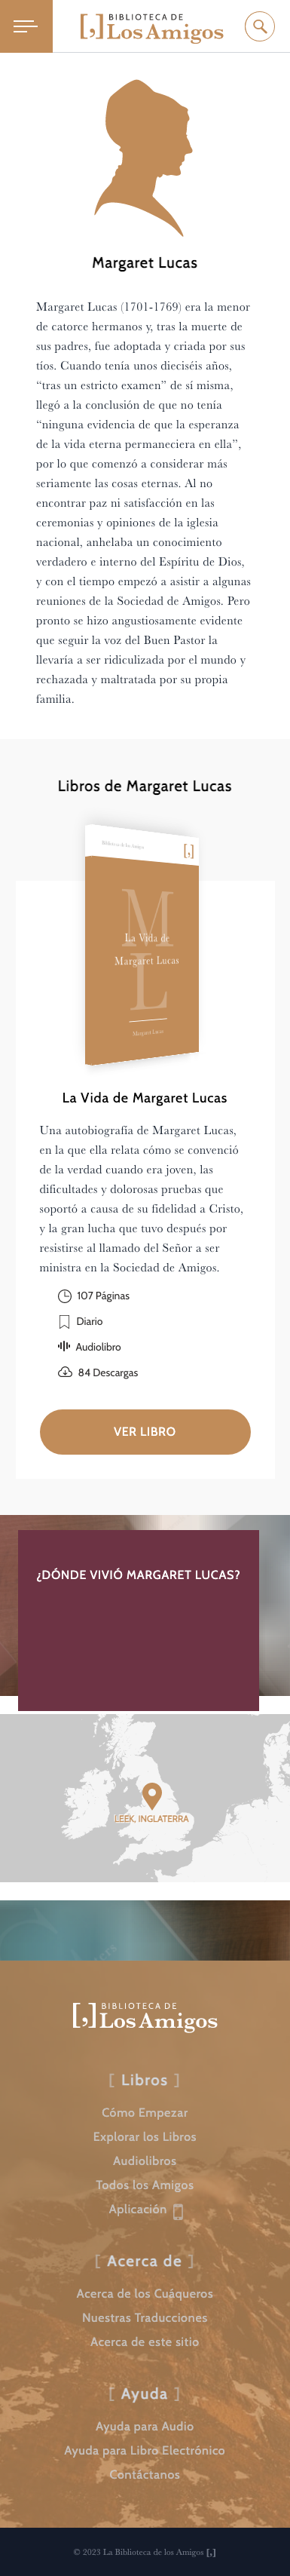 BIBLIOTECA DE
[,] Los Amigos
Margaret Lucas
Margaret Lucas (1701-1769) era la menor
de catorce hermanos y, tras la muerte de
sus padres, fue adoptada y criada por sus
tíos. Cuando tenía unos dieciséis años,
“tras un estricto examen” de sí misma,
llegó a la conclusión de que no tenía
“ninguna evidencia de que la esperanza
de la vida eterna permaneciera en ella”,
por lo que comenzó a considerar más
seriamente las cosas eternas. Al no
encontrar paz ni satisfacción en las
ceremonias y opiniones de la iglesia
nacional, anhelaba un conocimiento
verdadero e interno del Espíritu de Dios,
y con el tiempo empezó a asistir a algunas
reuniones de la Sociedad de Amigos. Pero
pronto se hizo angustiosamente evidente
que seguir la voz del Buen Pastor la
llevaría a ser ridiculizada por el mundo y
rechazada y maltratada por su propia
familia.
Libros de Margaret Lucas
Biblioteca de los Amigos [,]
M
L
La Vida de
Margaret Lucas
Margaret Lucas
La Vida de Margaret Lucas
Una autobiografía de Margaret Lucas,
en la que ella relata cómo se convenció
de la verdad cuando era joven, las
dificultades y dolorosas pruebas que
soportó a causa de su fidelidad a Cristo,
y la gran lucha que tuvo después por
resistirse al llamado del Señor a ser
ministra en la Sociedad de Amigos.
107 Páginas
Diario
Audiolibro
84 Descargas
VER LIBRO
¿DÓNDE VIVIÓ MARGARET LUCAS?
LEEK, INGLATERRA
BIBLIOTECA DE
[,] Los Amigos
[ Libros ]
Cómo Empezar
Explorar los Libros
Audiolibros
Todos los Amigos
Aplicación
[ Acerca de ]
Acerca de los Cuáqueros
Nuestras Traducciones
Acerca de este sitio
[ Ayuda ]
Ayuda para Audio
Ayuda para Libro Electrónico
Contáctanos
© 2023 La Biblioteca de los Amigos [,]